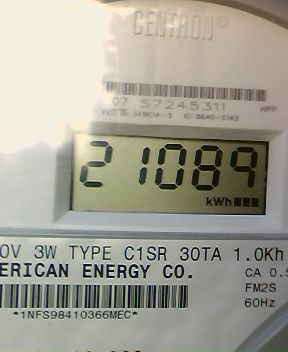 CENTRON®
07 57245311 HPP
21089
kWh
0V 3W TYPE C1SR 30TA 1.0Kh
ERICAN ENERGY CO. CA 0.5
FM2S
60Hz
*1NFS98410366MEC*